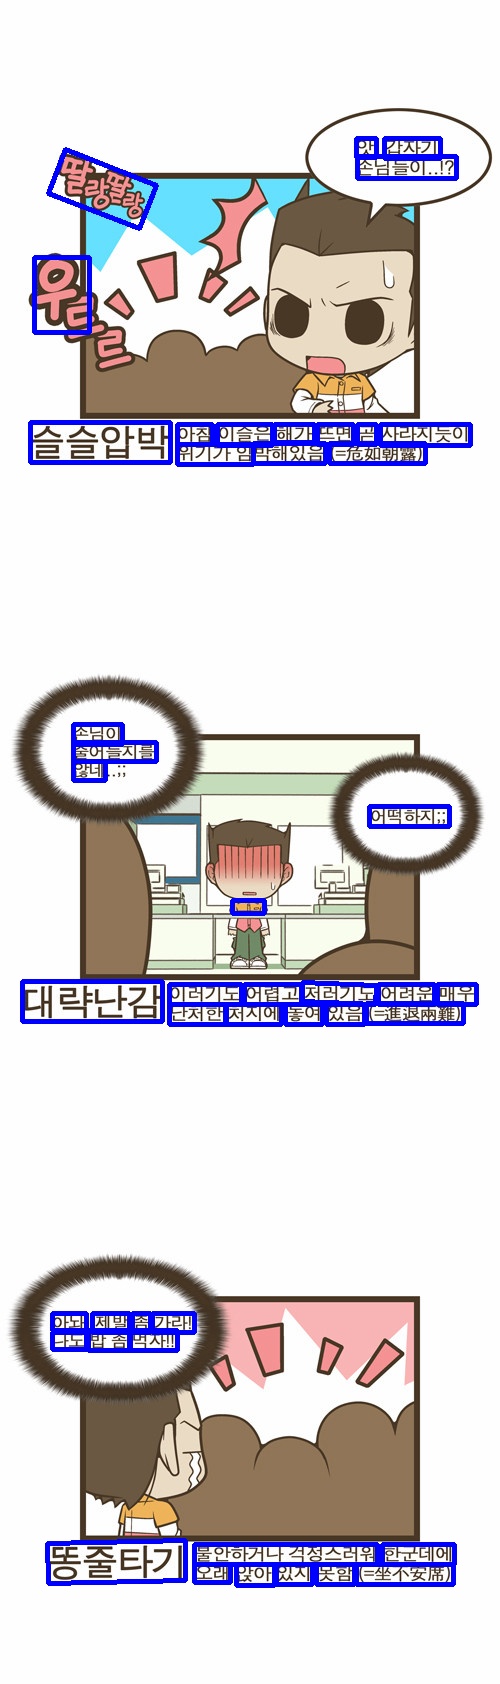 앗 갑자기
손님들이..!?
딸랑딸랑
우르르
슬슬압박
아침 이슬은 해가 뜨면 곧 사라지듯이
위기가 임박해있음 (=危如朝露)
손님이
줄어들지를
않네..;;
어떡하지;;
대략난감
이러기도 어렵고 저러기도 어려운 매우
난처한 처지에 놓여 있음 (=進退兩難)
아놔 제발 좀 가라!
나도 밥 좀 먹자!!
똥줄타기
불안하거나 걱정스러워 한군데에
오래 앉아 있지 못함 (=坐不安席)